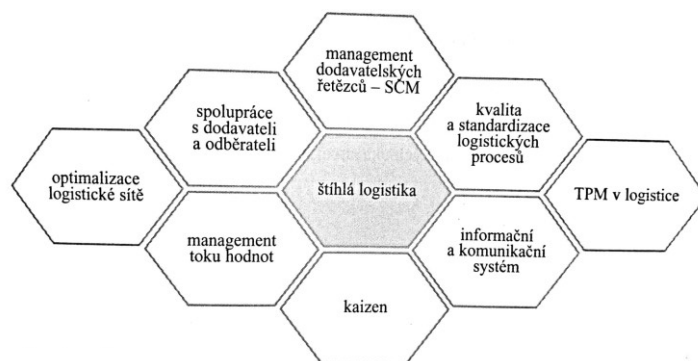 management
dodavatelských
řetězců – SCM
spolupráce
s dodavateli
a odběrateli
kvalita
a standardizace
logistických
procesů
optimalizace
logistické sítě
štíhlá logistika
TPM v logistice
management
toku hodnot
informační
a komunikační
systém
kaizen